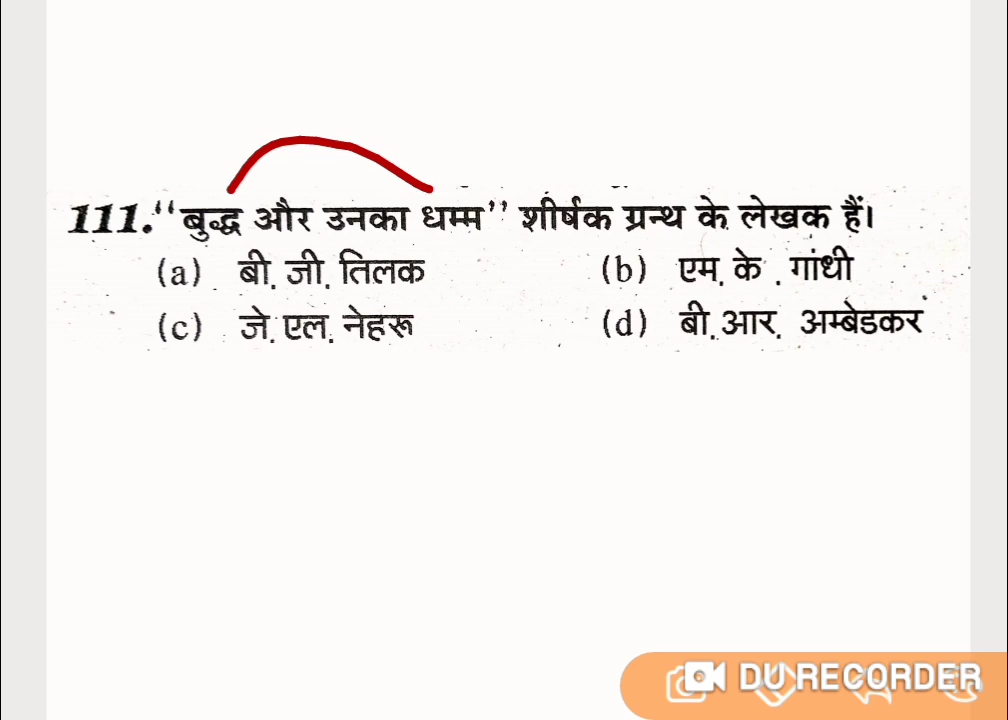 111. "बुद्ध और उनका धम्म" शीर्षक ग्रन्थ के लेखक हैं।
(a) बी. जी. तिलक (b) एम. के . गांधी
(c) जे. एल. नेहरू (d) बी. आर. अम्बेडकर
DU RECORDER